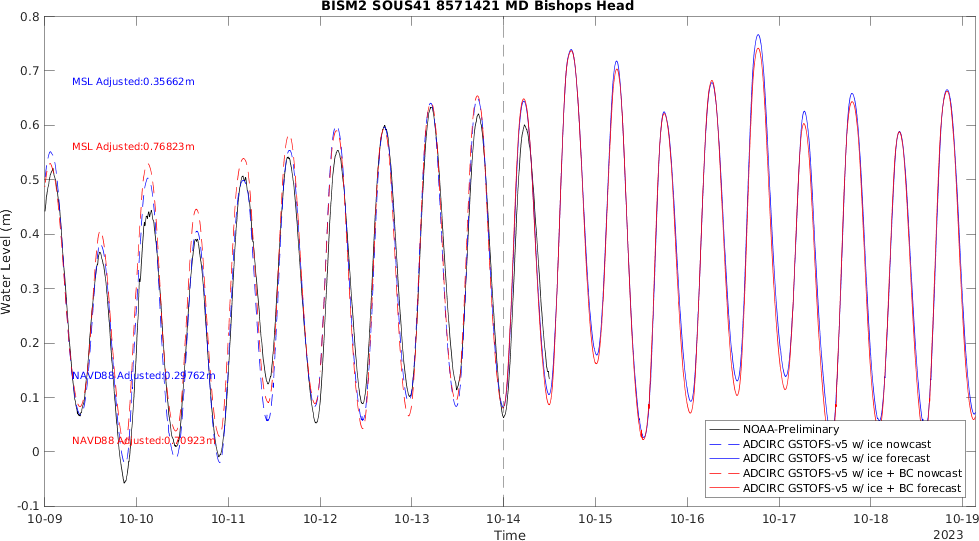 BISM2 SOUS41 8571421 MD Bishops Head
0.8
0.7
0.6
0.5
0.4
0.3
0.2
0.1
0
-0.1
Water Level (m)
MSL Adjusted:0.35662m
MSL Adjusted:0.76823m
NAVD88 Adjusted:0.29762m
NAVD88 Adjusted:0.70923m
NOAA-Preliminary
ADCIRC GSTOFS-v5 w/ ice nowcast
ADCIRC GSTOFS-v5 w/ ice forecast
ADCIRC GSTOFS-v5 w/ ice + BC nowcast
ADCIRC GSTOFS-v5 w/ ice + BC forecast
10-09 10-10 10-11 10-12 10-13 10-14 10-15 10-16 10-17 10-18 10-19
Time
2023